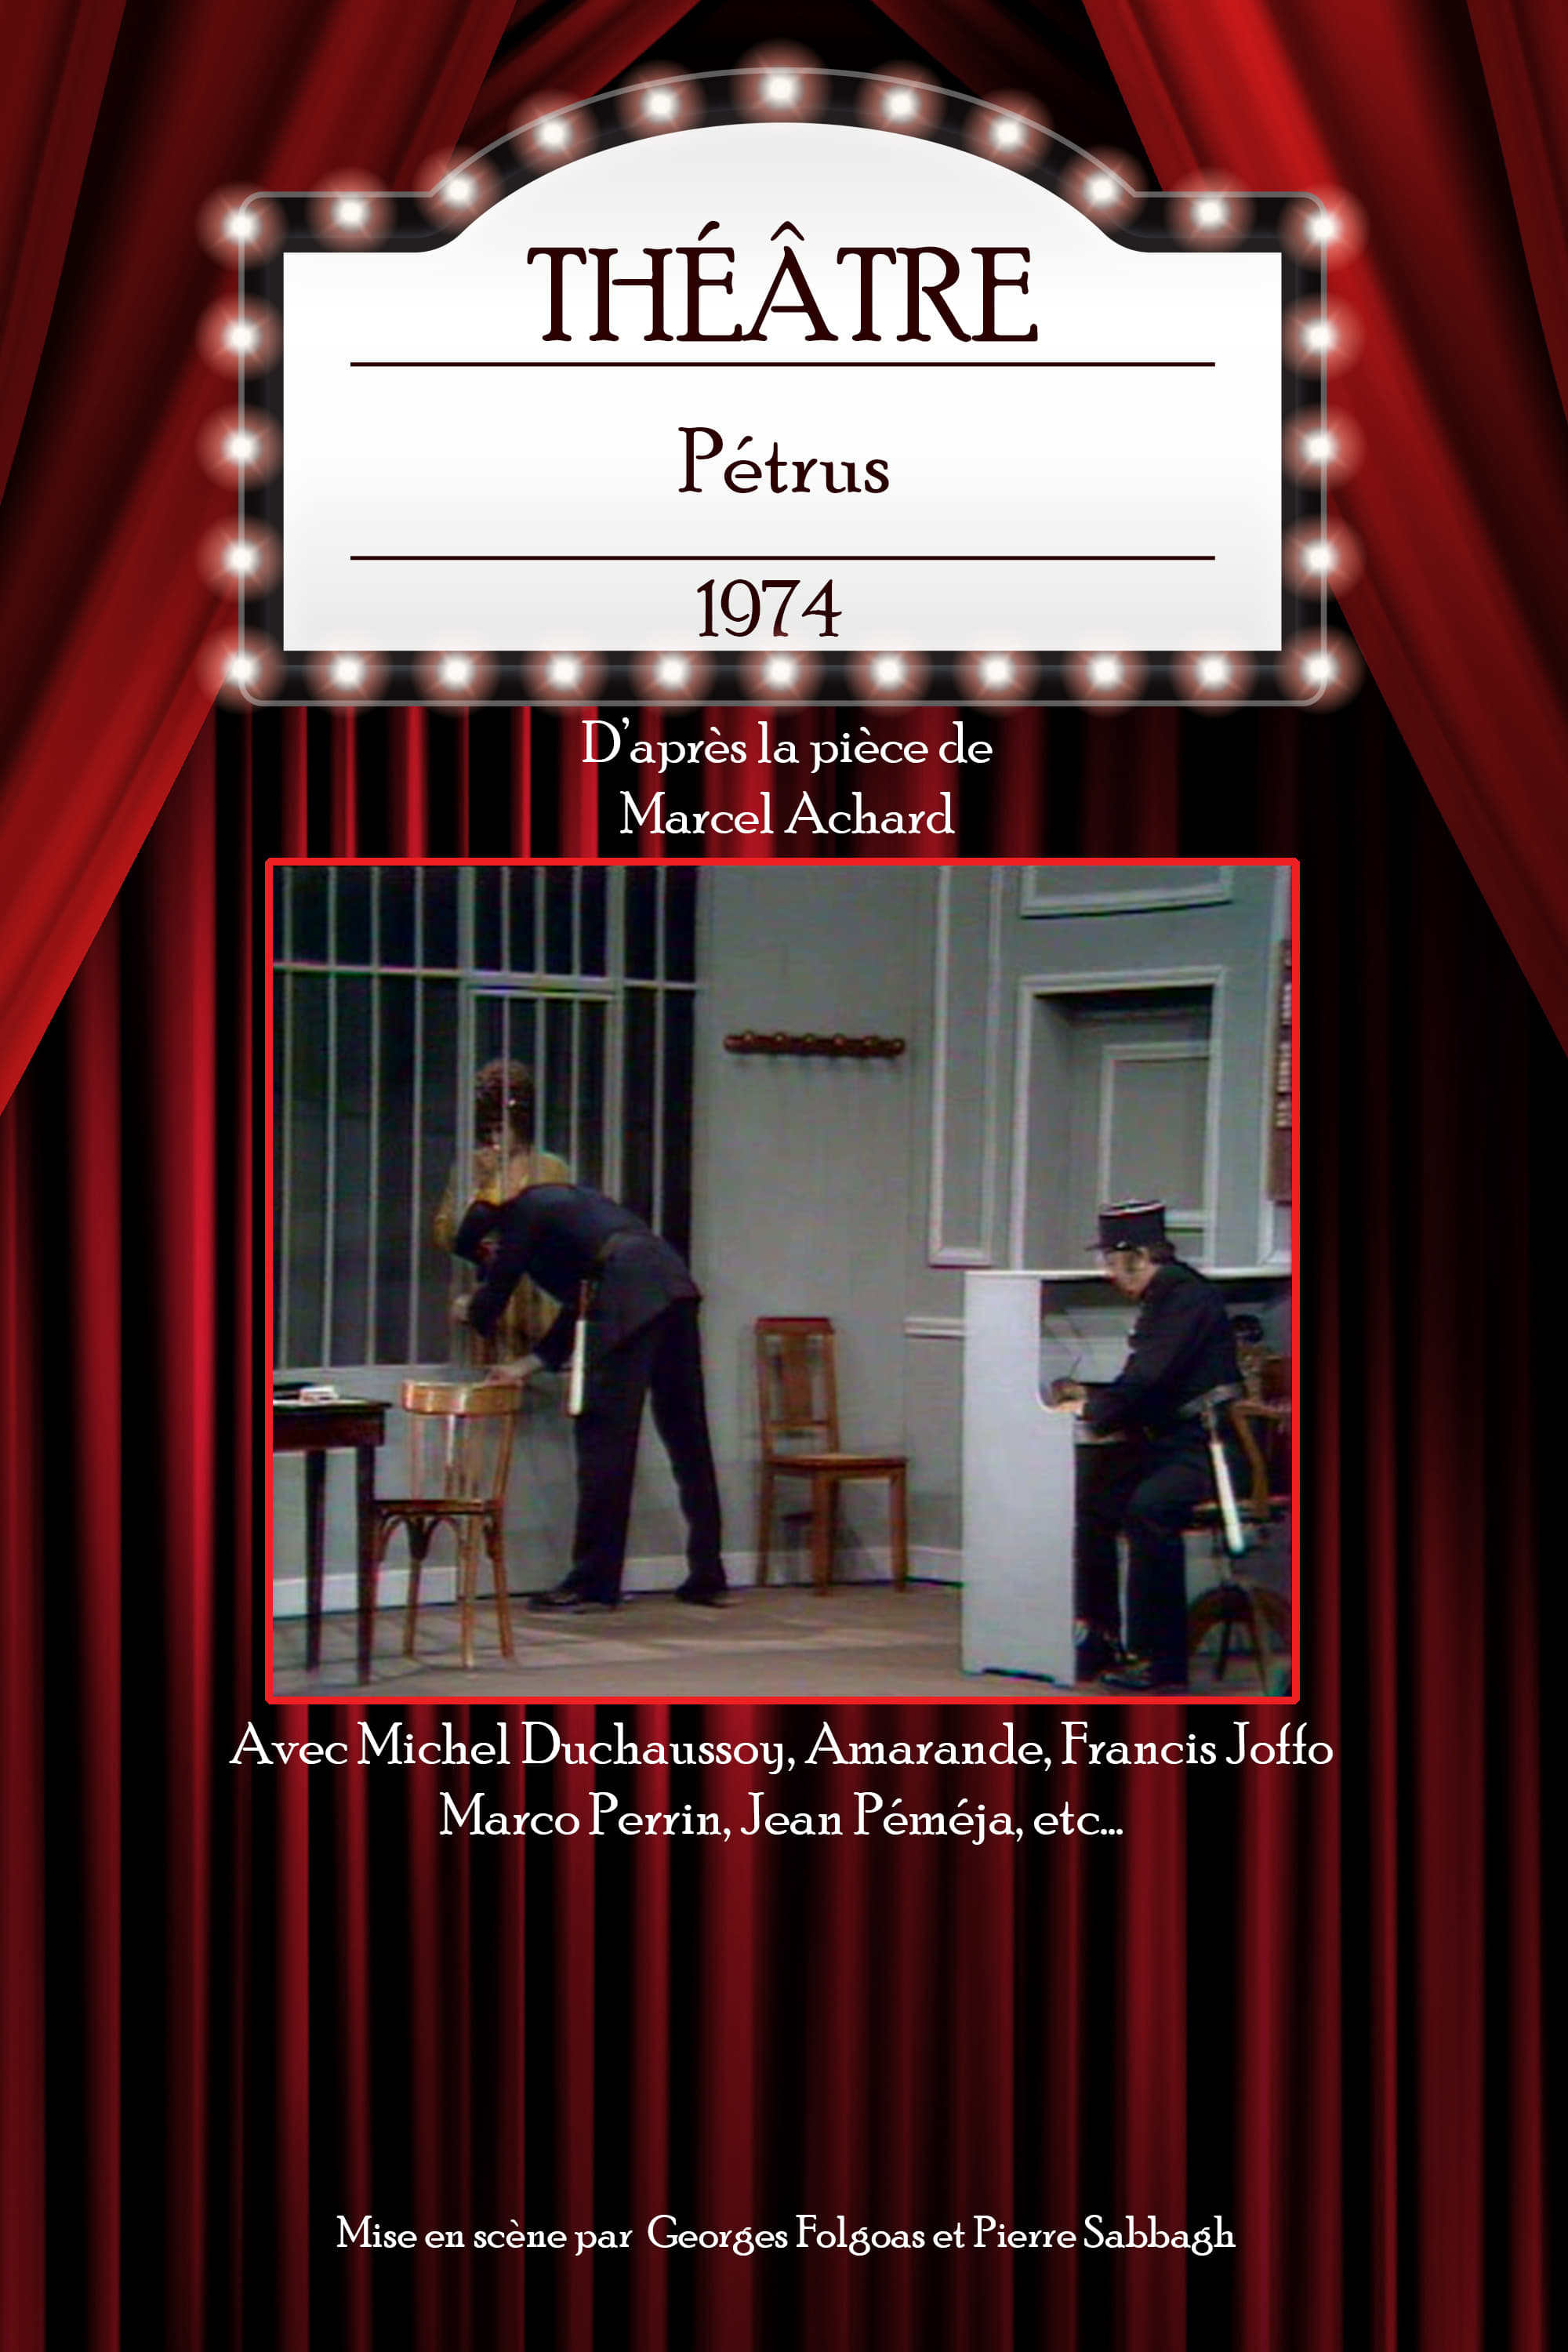 THÉÂTRE
Pétrus
1974
D'après la pièce de
Marcel Achard
Avec Michel Duchaussoy, Amarande, Francis Joffo
Marco Perrin, Jean Péméja, etc...
Mise en scène par Georges Folgoas et Pierre Sabbagh